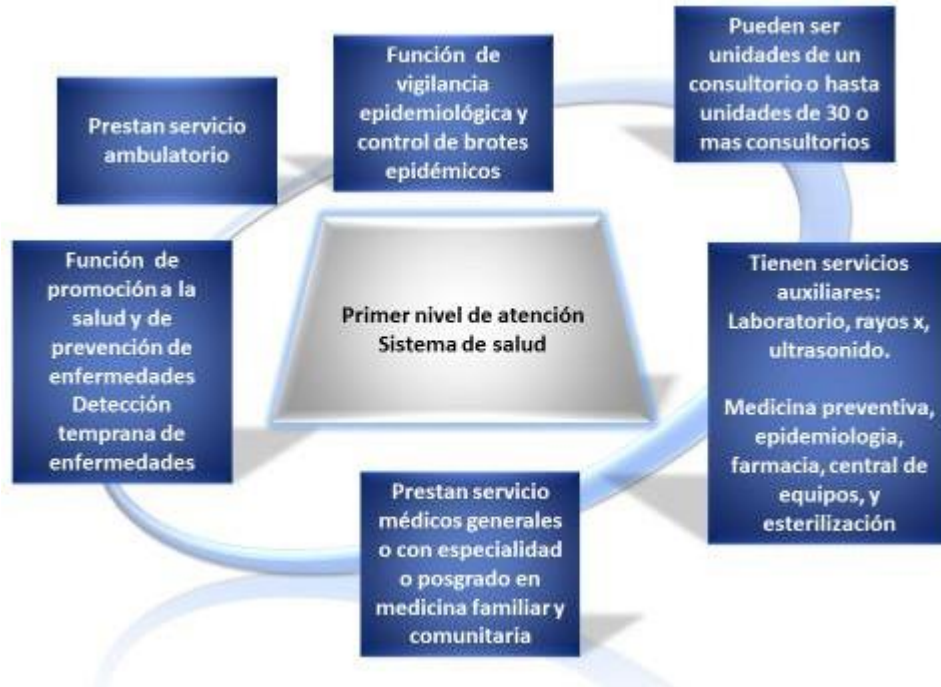 Prestan servicio
ambulatorio
Función de
vigilancia
epidemiológica y
control de brotes
epidémicos
Pueden ser
unidades de un
consultorio o hasta
unidades de 30 o
mas consultorios
Función de
promoción a la
salud y de
prevención de
enfermedades
Detección
temprana de
enfermedades
Primer nivel de atención
Sistema de salud
Tienen servicios
auxiliares:
Laboratorio, rayos x,
ultrasonido.
Medicina preventiva,
epidemiologia,
farmacia, central de
equipos, y
esterilización
Prestan servicio
médicos generales
o con especialidad
o posgrado en
medicina familiar y
comunitaria